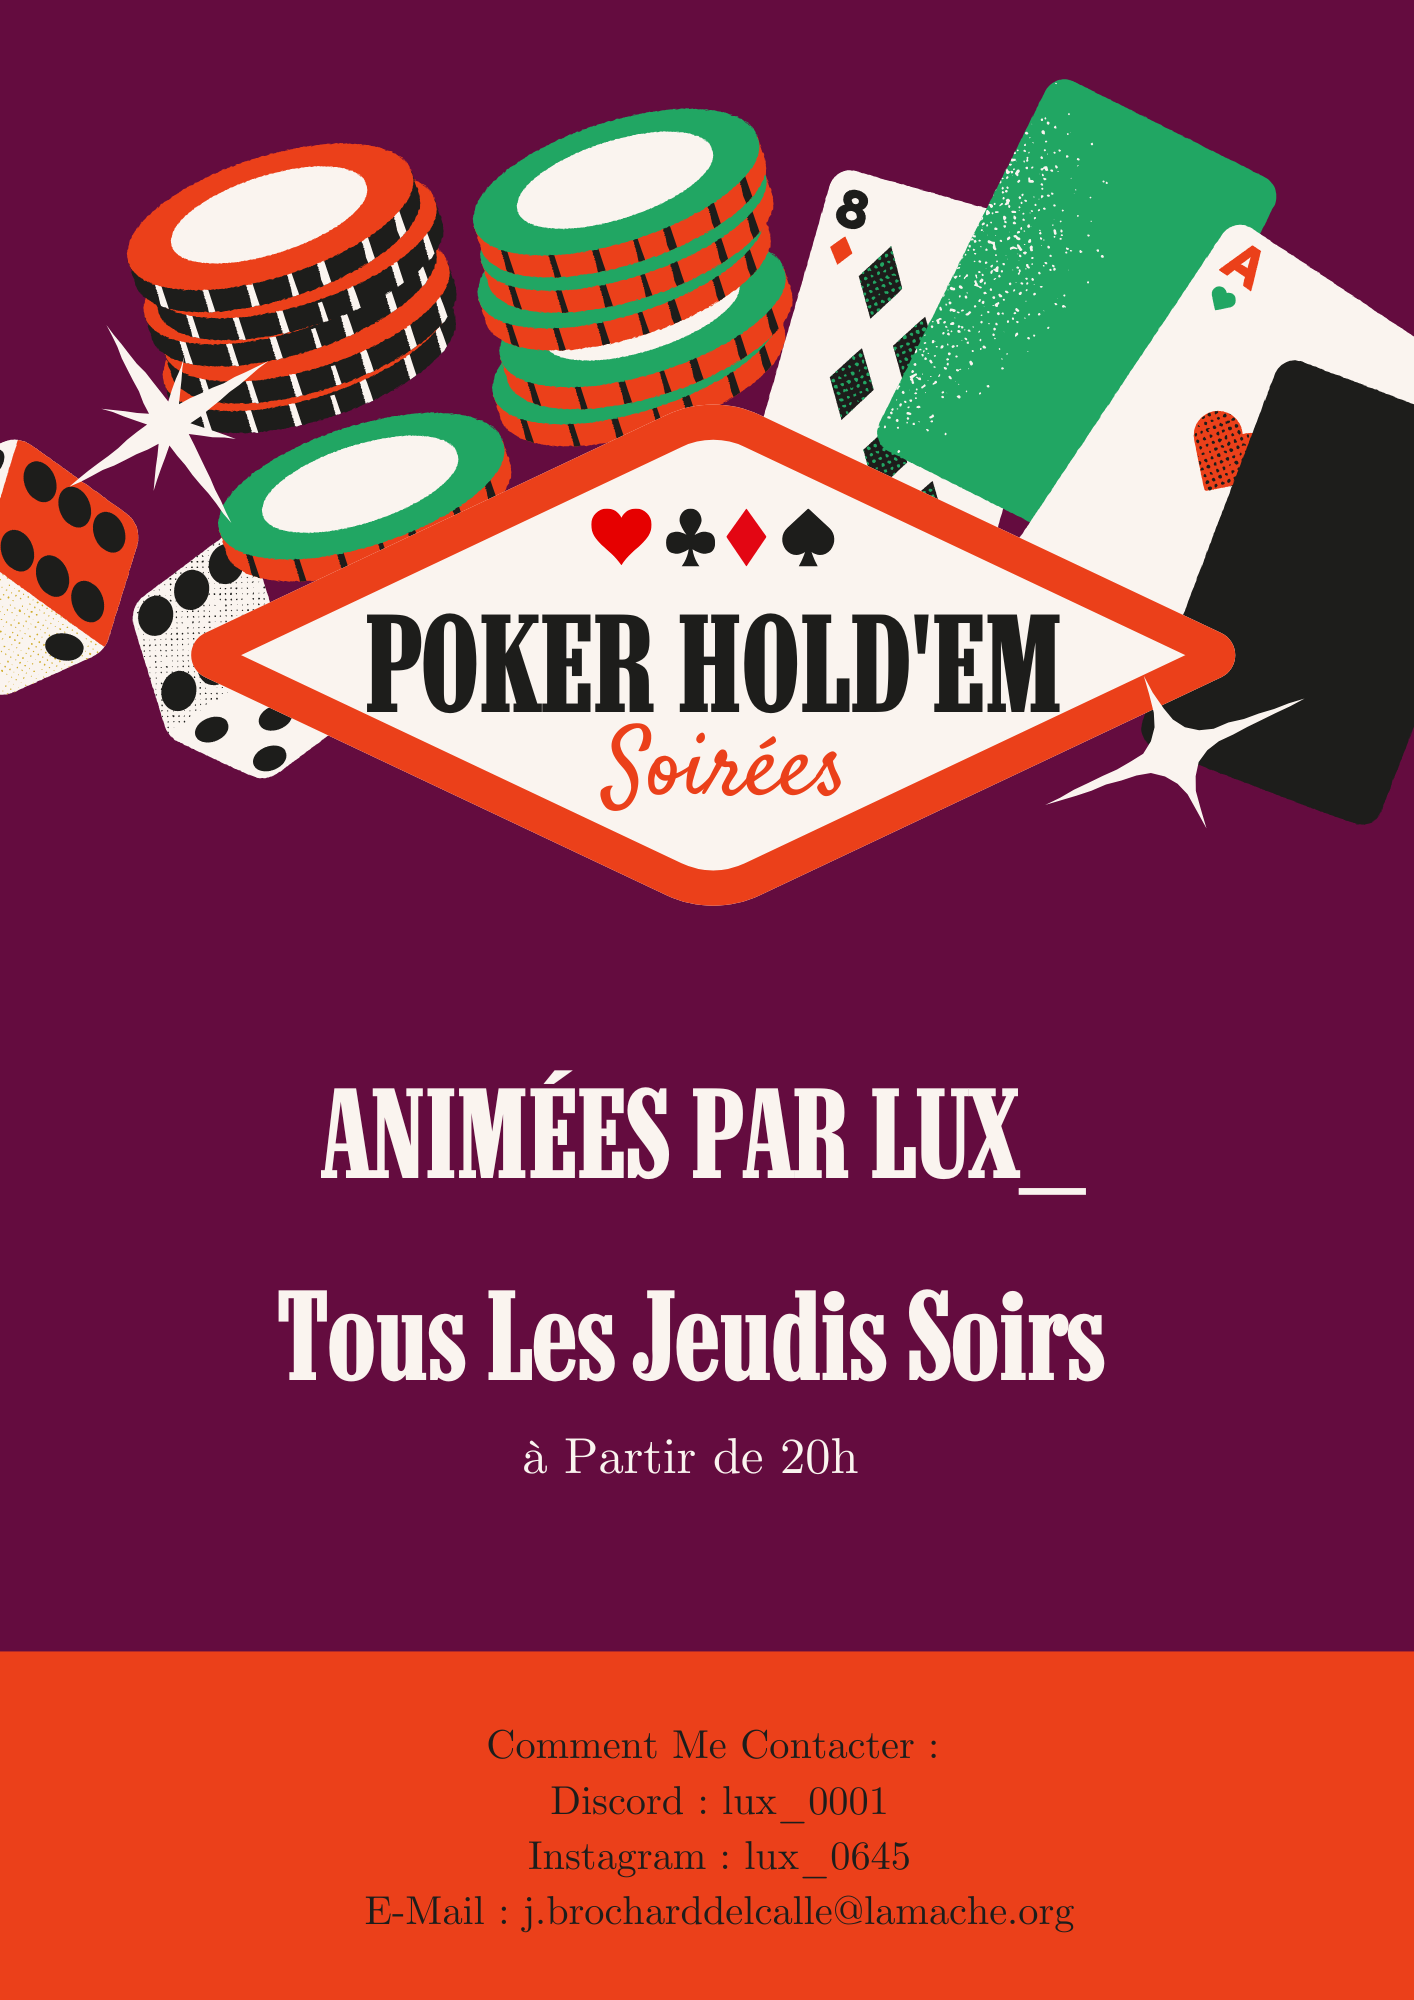 8
A
POKER HOLD'EM
Soirées
ANIMÉES PAR LUX_
Tous Les Jeudis Soirs
à Partir de 20h
Comment Me Contacter :
Discord : lux_0001
Instagram : lux_0645
E-Mail : j.brocharddelcalle@lamache.org